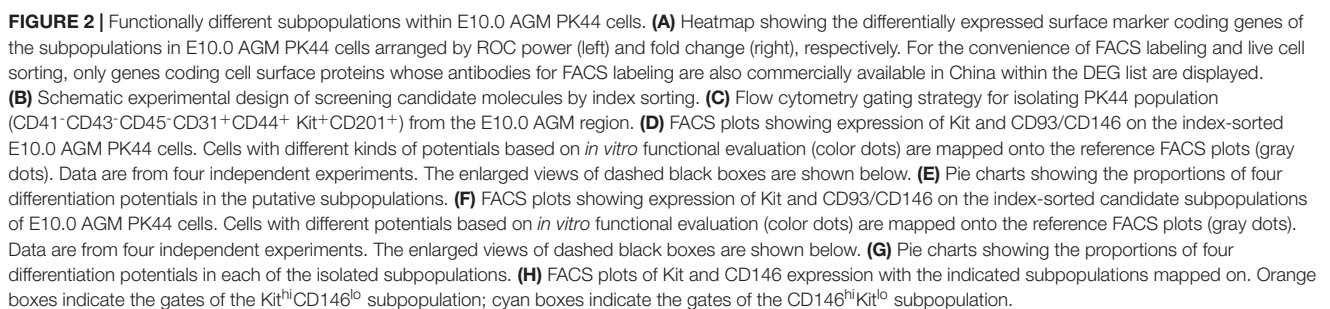 FIGURE 2 | Functionally different subpopulations within E10.0 AGM PK44 cells. (A) Heatmap showing the differentially expressed surface marker coding genes of
the subpopulations in E10.0 AGM PK44 cells arranged by ROC power (left) and fold change (right), respectively. For the convenience of FACS labeling and live cell
sorting, only genes coding cell surface proteins whose antibodies for FACS labeling are also commercially available in China within the DEG list are displayed.
(B) Schematic experimental design of screening candidate molecules by index sorting. (C) Flow cytometry gating strategy for isolating PK44 population
(CD41⁻CD43⁻CD45⁻CD31⁺CD44⁺ Kit⁺CD201⁺) from the E10.0 AGM region. (D) FACS plots showing expression of Kit and CD93/CD146 on the index-sorted
E10.0 AGM PK44 cells. Cells with different kinds of potentials based on in vitro functional evaluation (color dots) are mapped onto the reference FACS plots (gray
dots). Data are from four independent experiments. The enlarged views of dashed black boxes are shown below. (E) Pie charts showing the proportions of four
differentiation potentials in the putative subpopulations. (F) FACS plots showing expression of Kit and CD93/CD146 on the index-sorted candidate subpopulations
of E10.0 AGM PK44 cells. Cells with different potentials based on in vitro functional evaluation (color dots) are mapped onto the reference FACS plots (gray dots).
Data are from four independent experiments. The enlarged views of dashed black boxes are shown below. (G) Pie charts showing the proportions of four
differentiation potentials in each of the isolated subpopulations. (H) FACS plots of Kit and CD146 expression with the indicated subpopulations mapped on. Orange
boxes indicate the gates of the KitʰⁱCD146ˡᵒ subpopulation; cyan boxes indicate the gates of the CD146ʰⁱKitˡᵒ subpopulation.